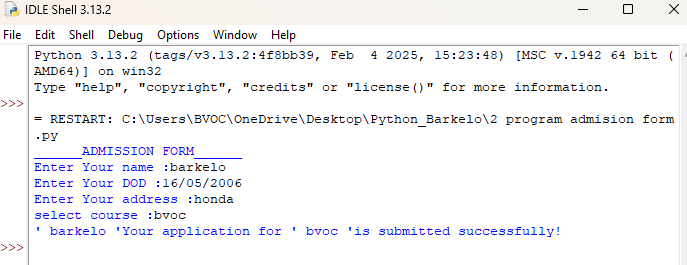 IDLE Shell 3.13.2
File Edit Shell Debug Options Window Help
Python 3.13.2 (tags/v3.13.2:4f8bb39, Feb  4 2025, 15:23:48) [MSC v.1942 64 bit (
AMD64)] on win32
Type "help", "copyright", "credits" or "license()" for more information.
>>>
= RESTART: C:\Users\BVOC\OneDrive\Desktop\Python_Barkelo\2 program admision form
.py
______ADMISSION FORM______
Enter Your name :barkelo
Enter Your DOD :16/05/2006
Enter Your address :honda
select course :bvoc
' barkelo 'Your application for ' bvoc 'is submitted successfully!
>>>